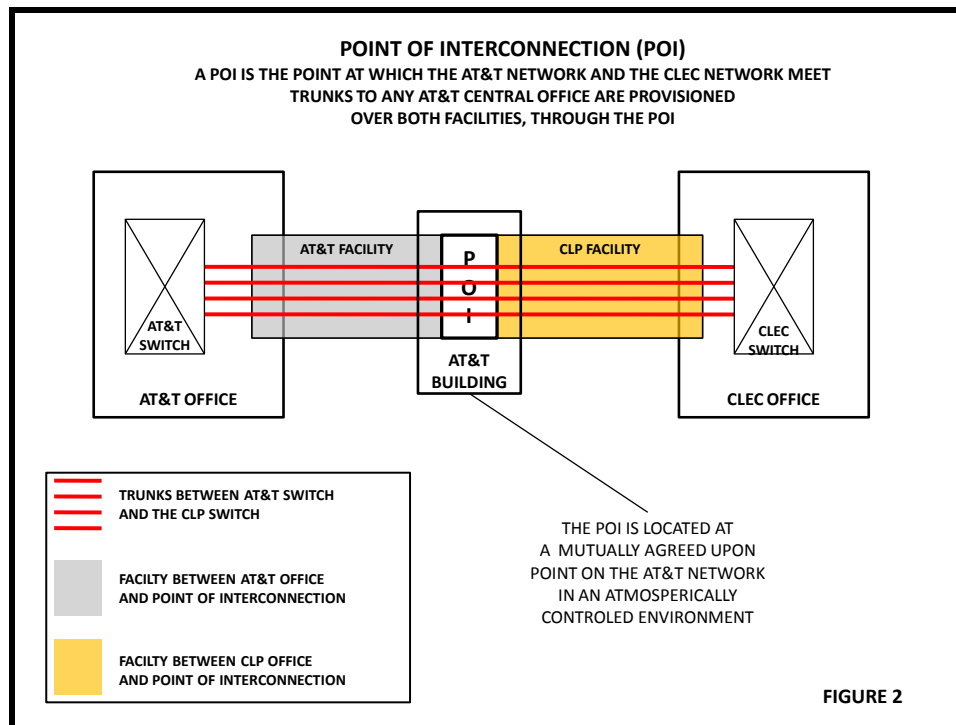 POINT OF INTERCONNECTION (POI)
A POI IS THE POINT AT WHICH THE AT&T NETWORK AND THE CLEC NETWORK MEET
TRUNKS TO ANY AT&T CENTRAL OFFICE ARE PROVISIONED
OVER BOTH FACILITIES, THROUGH THE POI
AT&T FACILITY
CLP FACILITY
P
O
I
AT&T
SWITCH
AT&T OFFICE
AT&T
BUILDING
CLEC
SWITCH
CLEC OFFICE
TRUNKS BETWEEN AT&T SWITCH
AND THE CLP SWITCH
FACILTY BETWEEN AT&T OFFICE
AND POINT OF INTERCONNECTION
FACILTY BETWEEN CLP OFFICE
AND POINT OF INTERCONNECTION
THE POI IS LOCATED AT
A MUTUALLY AGREED UPON
POINT ON THE AT&T NETWORK
IN AN ATMOSPERICALLY
CONTROLED ENVIRONMENT
FIGURE 2